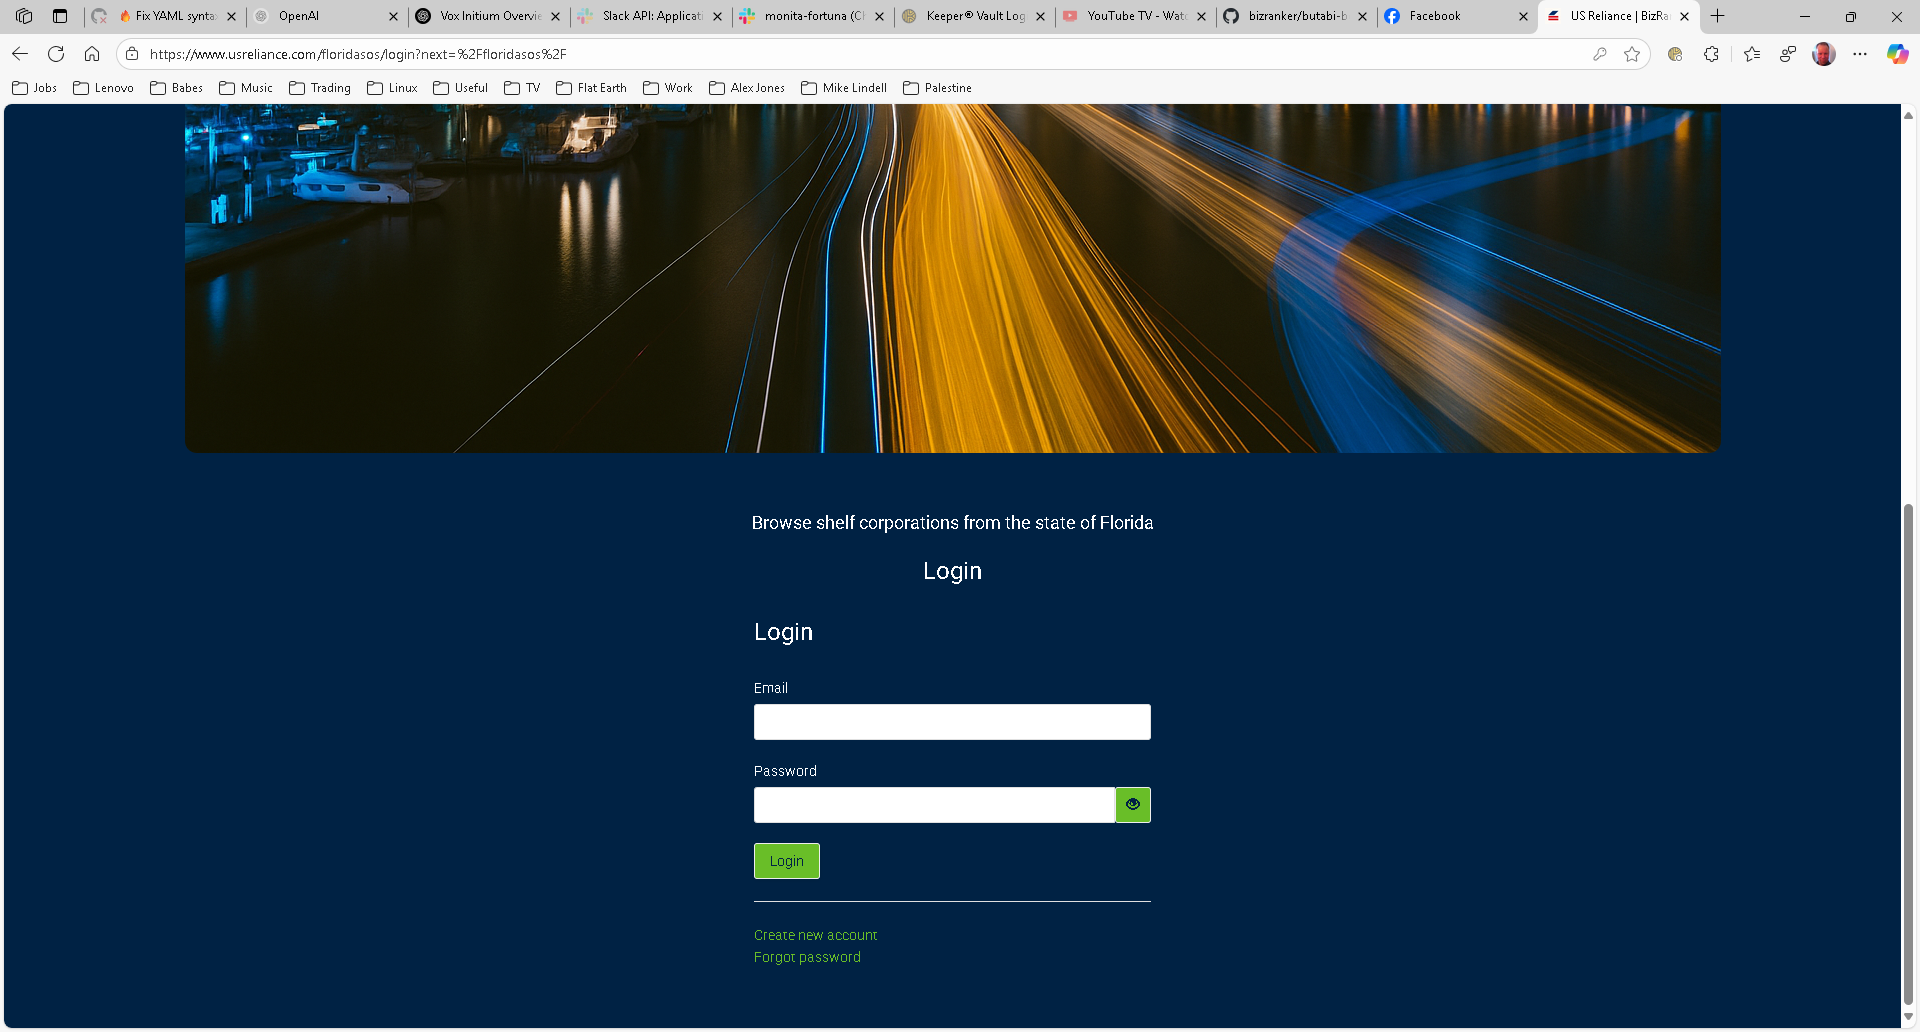 Fix YAML synta
OpenAI
Vox Initium Overvie
Slack API: Applicati
monita-fortuna (Ch
Keeper® Vault Log
YouTube TV - Watc
bizranker/butabi-b
Facebook
US Reliance | BizRa
https://www.usreliance.com/floridasos/login?next=%2Ffloridasos%2F
Jobs
Lenovo
Babes
Music
Trading
Linux
Useful
TV
Flat Earth
Work
Alex Jones
Mike Lindell
Palestine
Browse shelf corporations from the state of Florida
Login
Login
Email
Password
Login
Create new account
Forgot password